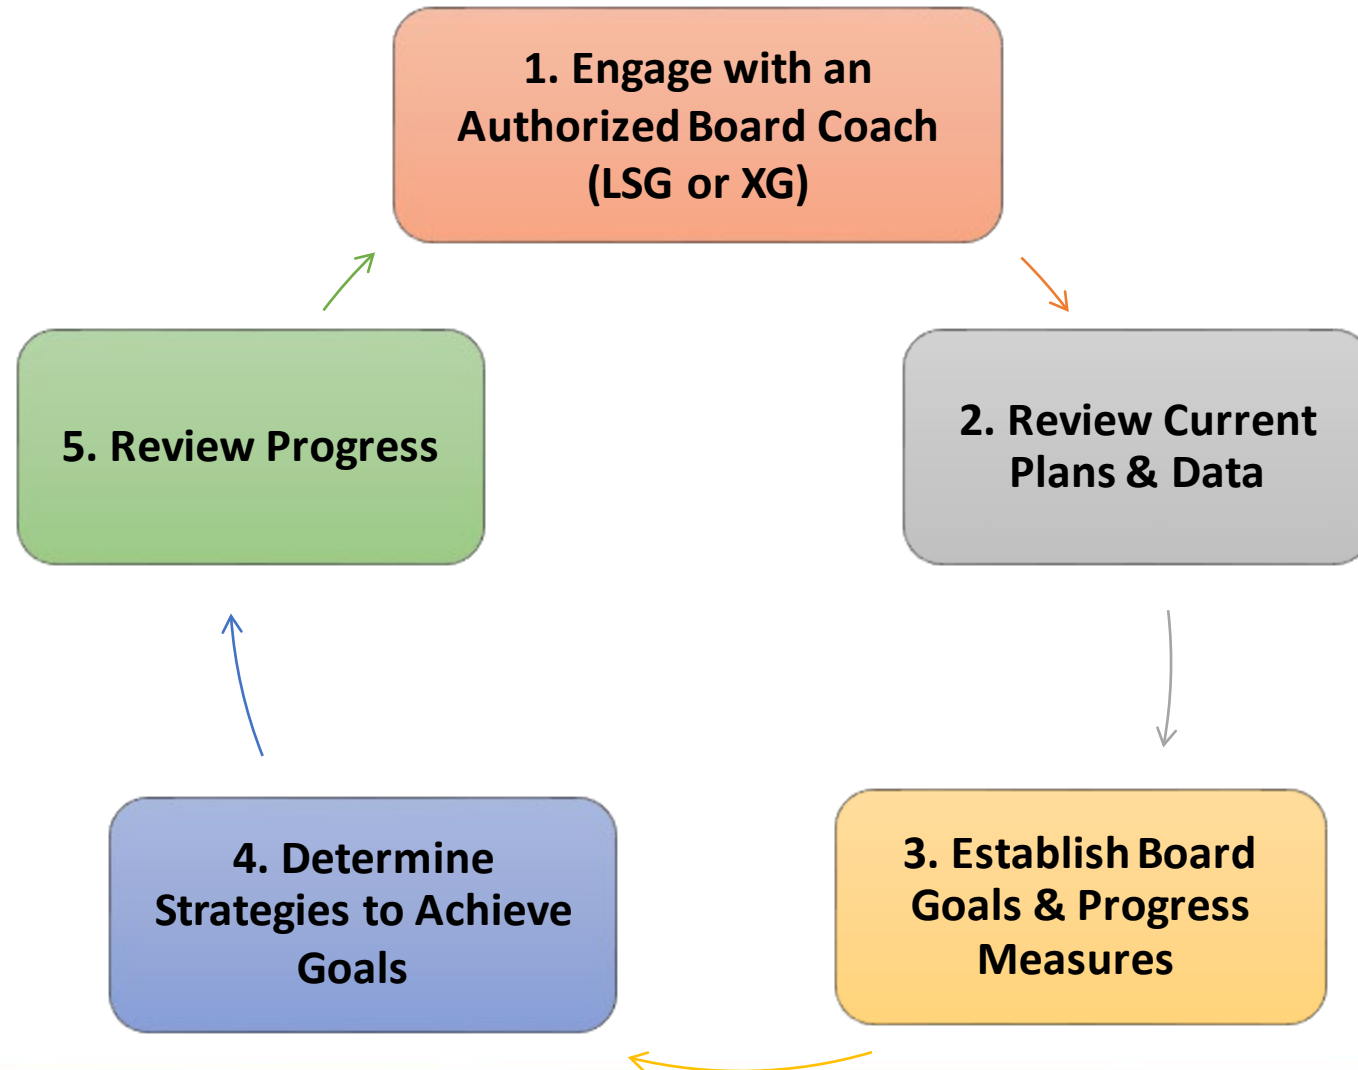 1. Engage with an
Authorized Board Coach
(LSG or XG)
2. Review Current
Plans & Data
3. Establish Board
Goals & Progress
Measures
4. Determine
Strategies to Achieve
Goals
5. Review Progress